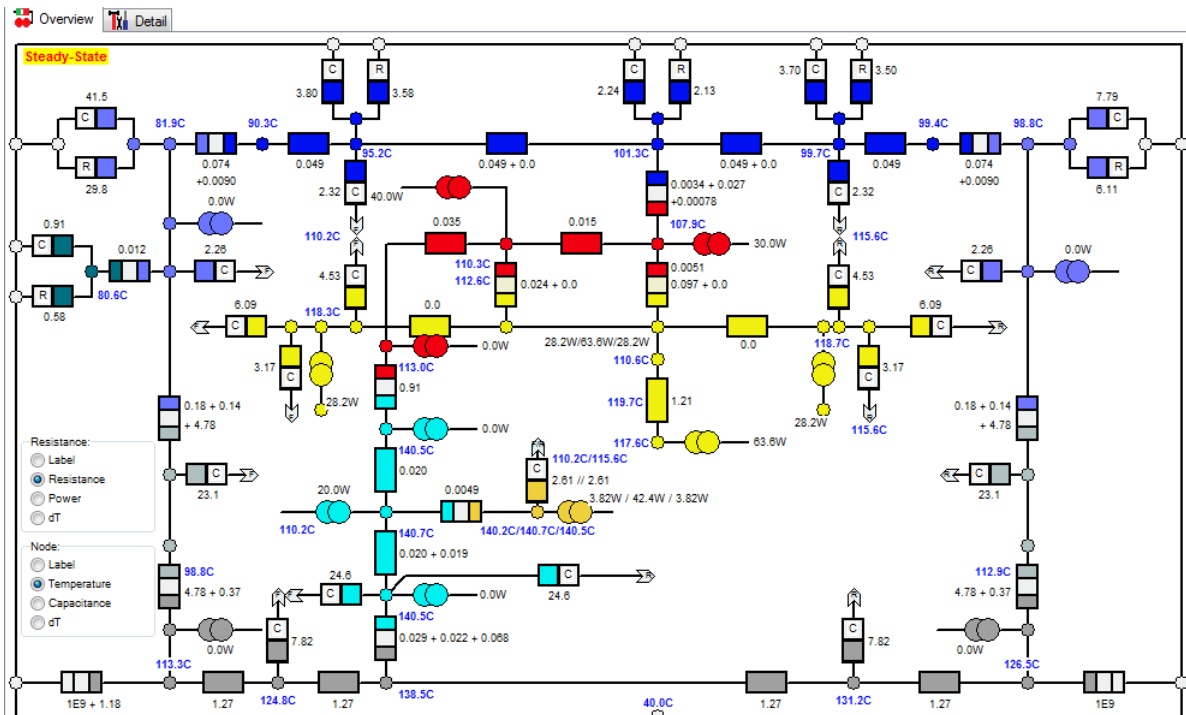 Overview Detail
Steady-State
C R C R C R
3.80 3.58 2.24 2.13 3.70 3.50
41.5 7.79
C C
81.9C 90.3C 99.4C 98.8C
0.074 0.049 95.2C 0.049 + 0.0 101.3C 0.049 + 0.0 99.7C 0.049 0.074
+0.0090 +0.0090
R R
29.8 6.11
2.32 C 40.0W 0.0034 + 0.027 C 2.32
+0.00078
0.0W 107.9C
0.91 0.035 0.015
C 0.012 2.26 110.2C 30.0W 115.6C 2.26 0.0W
C F F R R C
80.6C 110.3C
112.6C 0.024 + 0.0 0.0051
0.097 + 0.0
R 4.53 C C 4.53
0.58
6.09 118.3C 0.0 6.09
F C C R
28.2W/63.6W/28.2W 0.0 118.7C
0.0W 110.6C
3.17 C 113.0C C 3.17
0.91
28.2W F 119.7C 1.21 28.2W R
115.6C
0.18 + 0.14 0.0W 117.6C 63.6W 0.18 + 0.14
+ 4.78 + 4.78
140.5C 110.2C/115.6C
Resistance:
Label
Resistance
Power
dT
C F 0.020 C R C
23.1 2.61 // 2.61 23.1
20.0W 0.0049 3.82W / 42.4W / 3.82W
110.2C 140.2C/140.7C/140.5C
140.7C
Node:
Label
Temperature
Capacitance
dT
0.020 + 0.019
98.8C 112.9C
4.78 + 0.37 24.6 C 4.78 + 0.37
F F C R R
24.6
0.0W
140.5C
C C
0.0W 7.82 0.029 + 0.022 + 0.068 7.82 0.0W
113.3C 126.5C
124.8C 138.5C 40.0C 131.2C
1E9 + 1.18 1.27 1.27 1.27 1.27 1E9